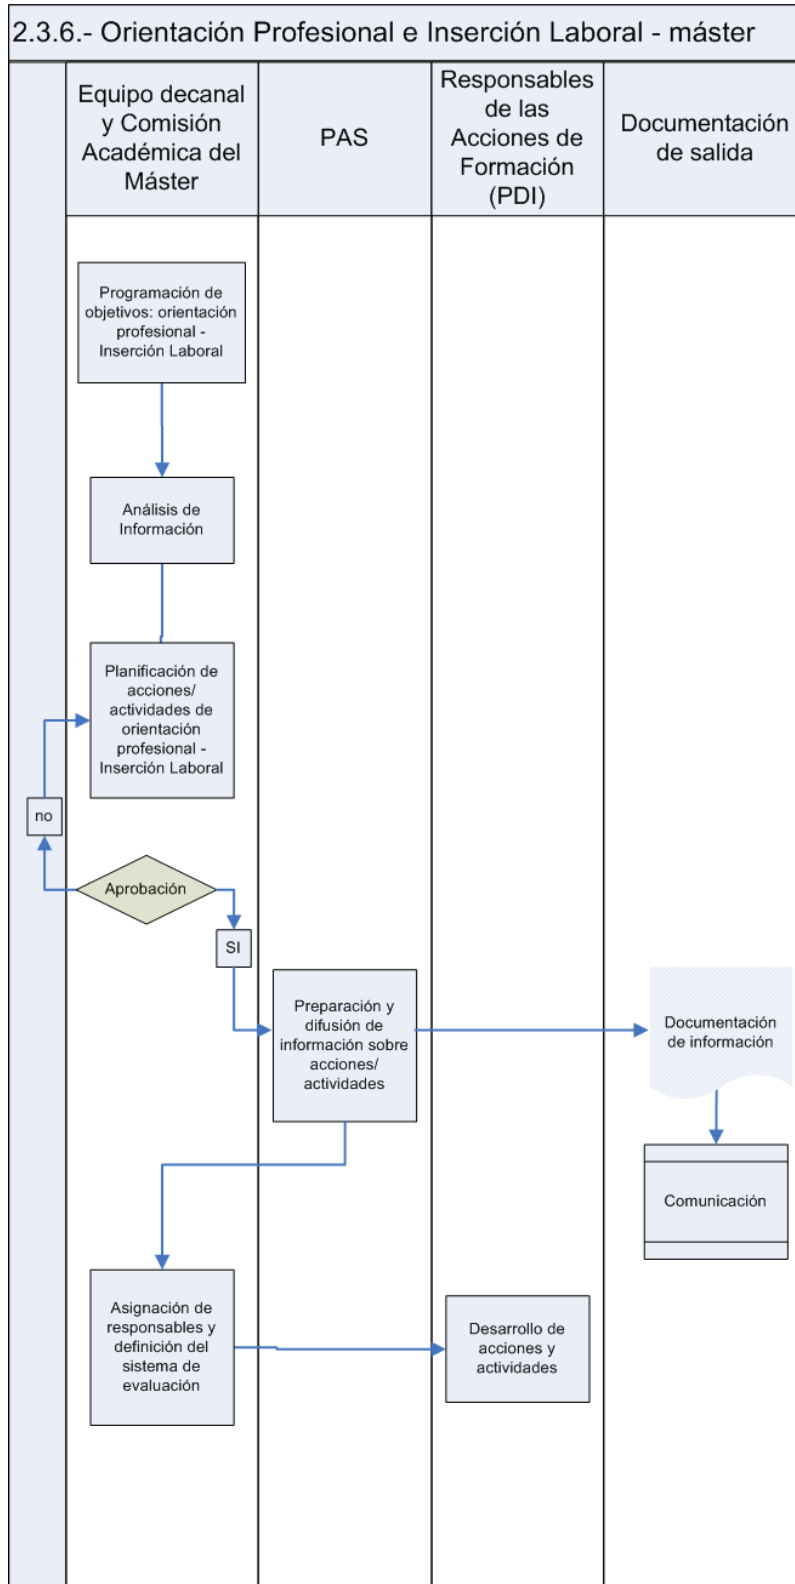 2.3.6.- Orientación Profesional e Inserción Laboral - máster
Equipo decanal
y Comisión
Académica del
Máster
PAS
Responsables
de las
Acciones de
Formación
(PDI)
Documentación
de salida
Programación de
objetivos: orientación
profesional -
Inserción Laboral
Análisis de
Información
Planificación de
acciones/
actividades de
orientación
profesional -
Inserción Laboral
no
Aprobación
SI
Preparación y
difusión de
información sobre
acciones/
actividades
Documentación
de información
Comunicación
Asignación de
responsables y
definición del
sistema de
evaluación
Desarrollo de
acciones y
actividades